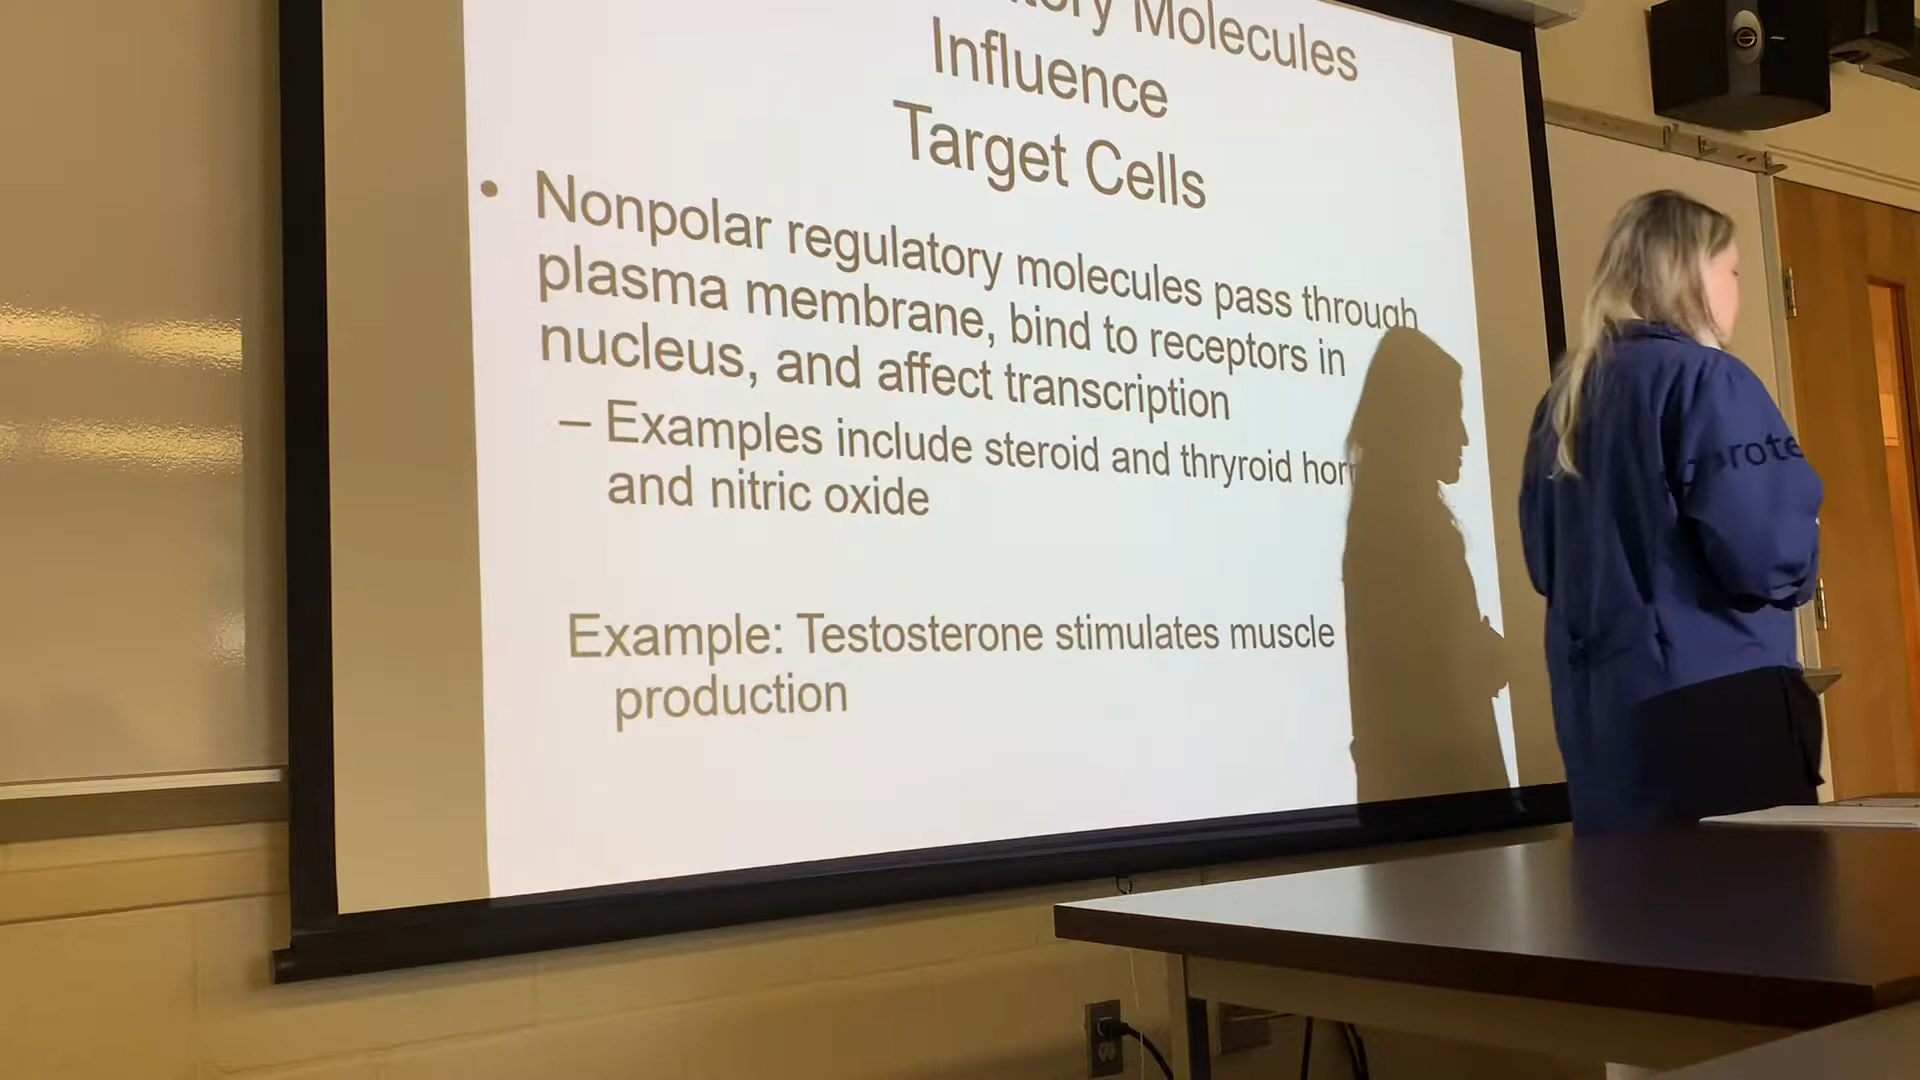 Molecules
Influence
Target Cells
• Nonpolar regulatory molecules pass through
plasma membrane, bind to receptors in
nucleus, and affect transcription
– Examples include steroid and thryroid
and nitric oxide
Example: Testosterone stimulates muscle
production